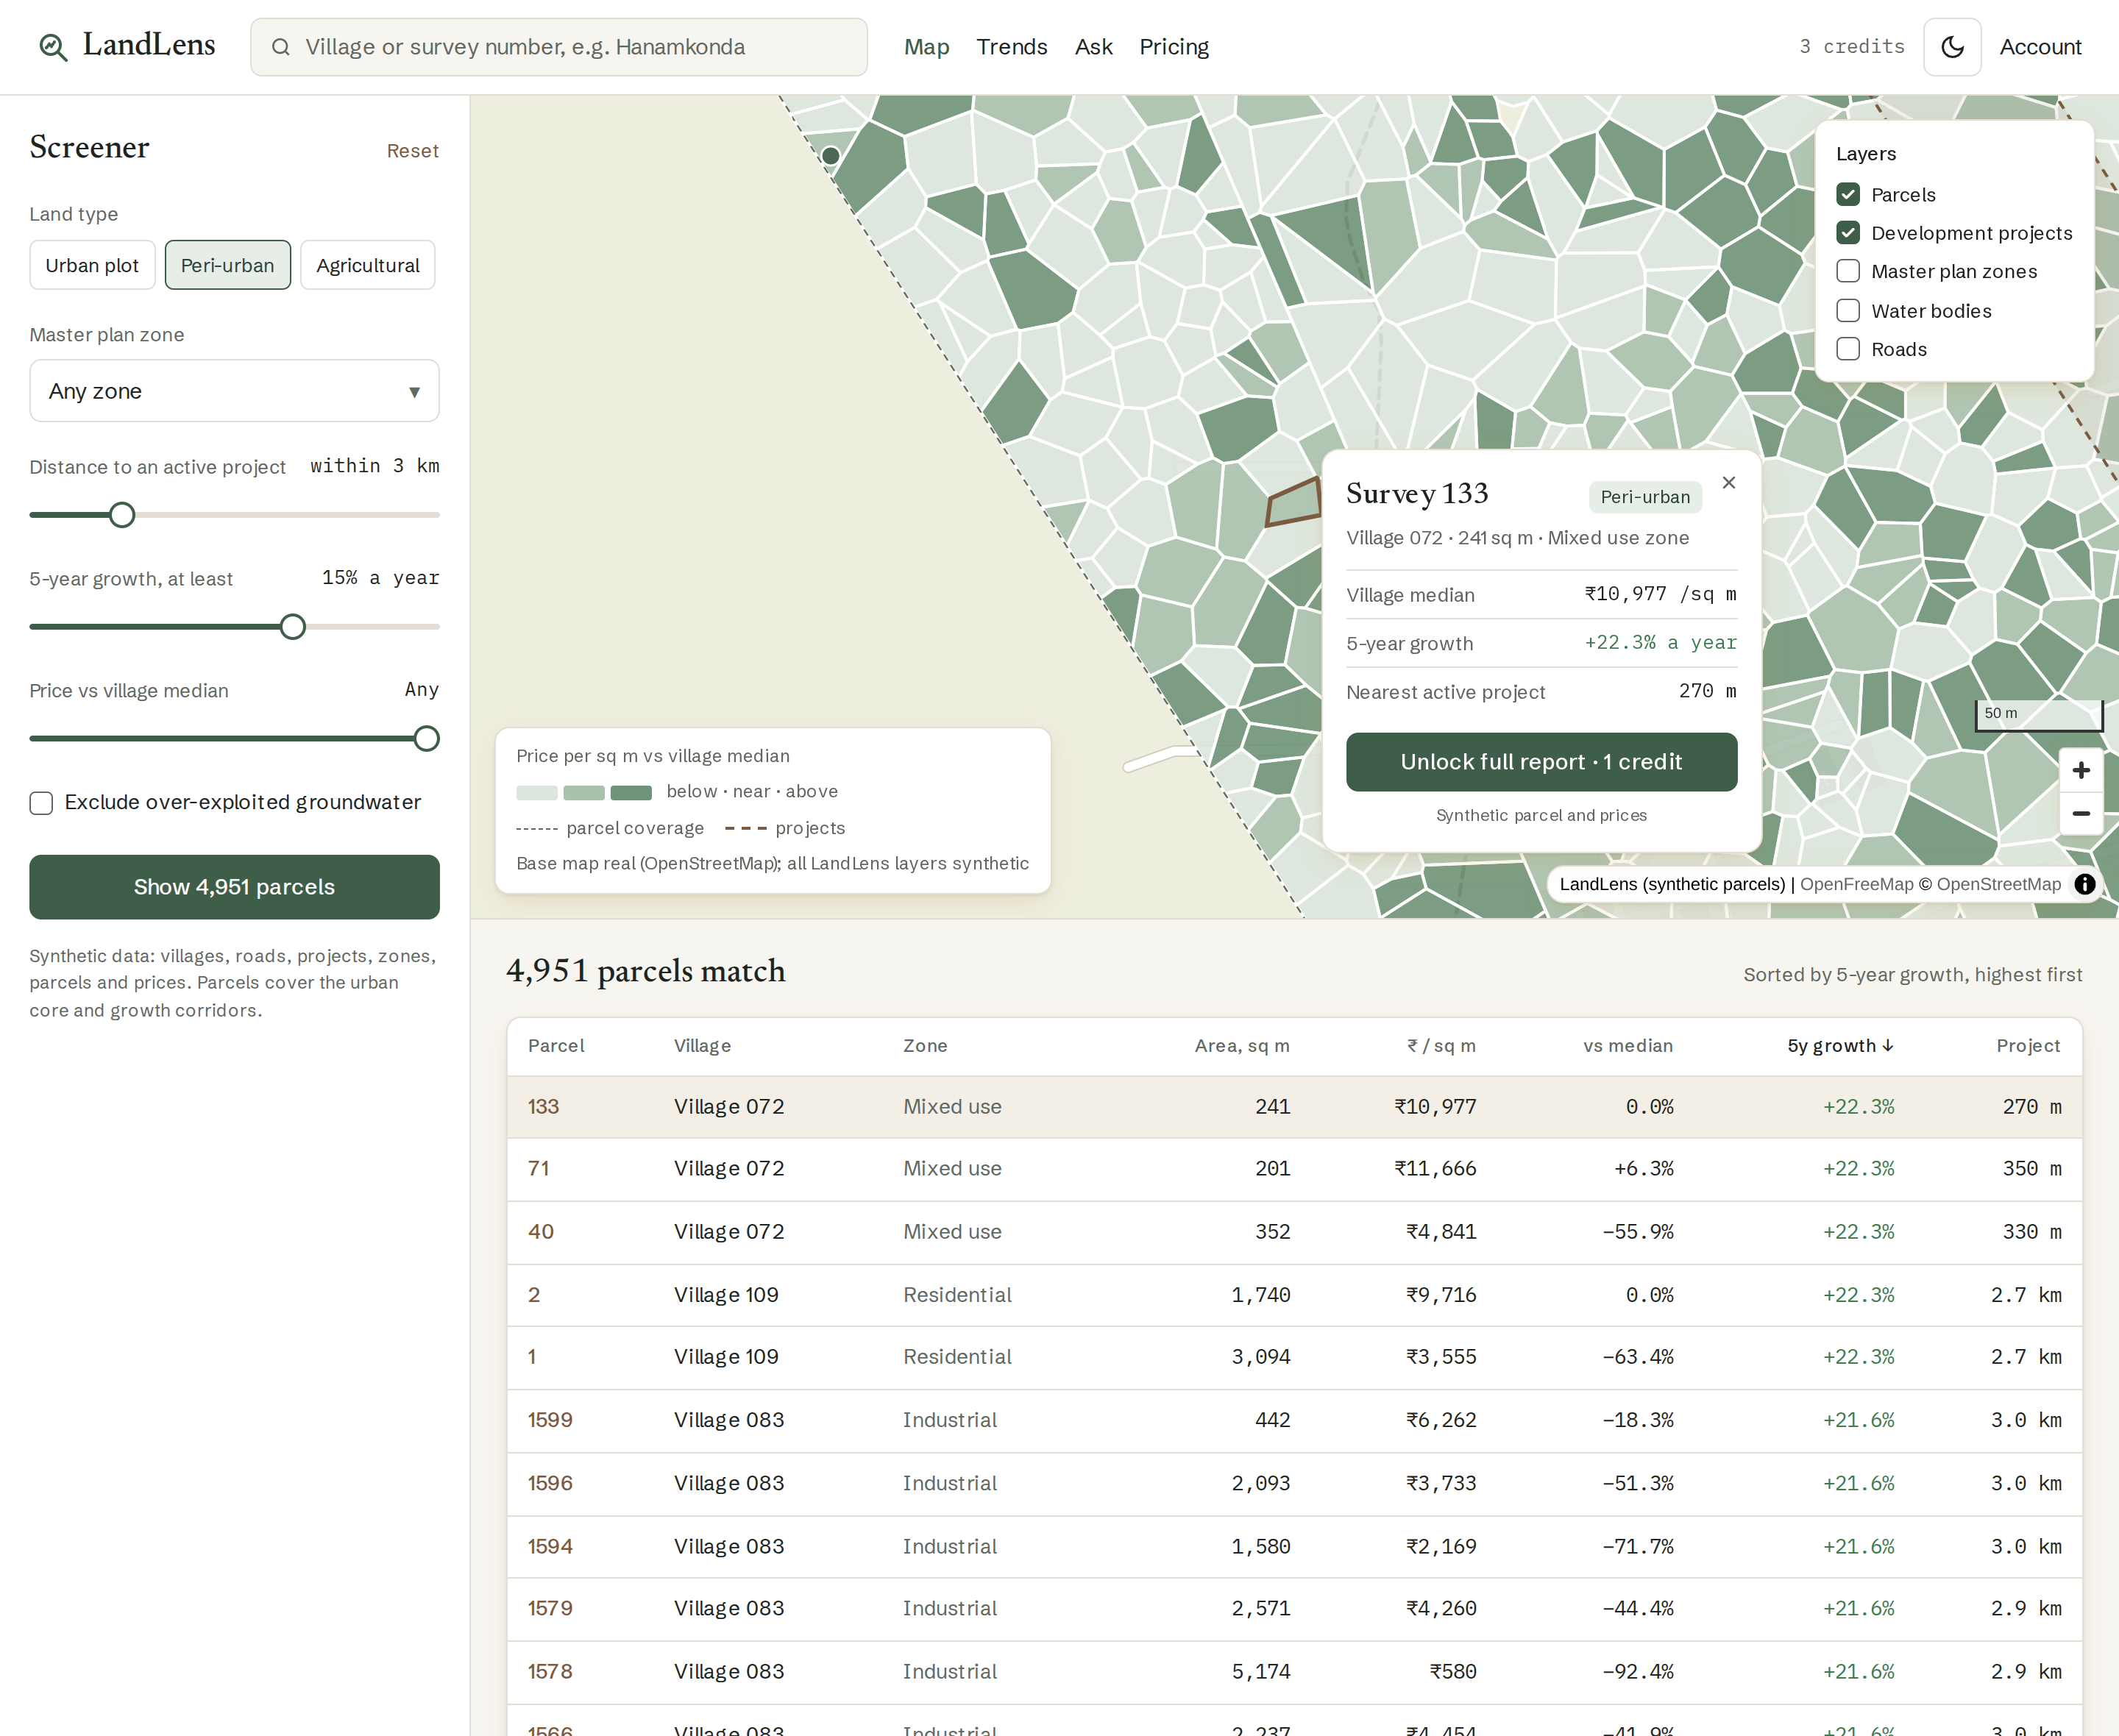 LandLens
Village or survey number, e.g. Hanamkonda
Map Trends Ask Pricing
3 credits
Account
Screener
Reset
Land type
Urban plot
Peri-urban
Agricultural
Master plan zone
Any zone
Distance to an active project within 3 km
5-year growth, at least 15% a year
Price vs village median Any
Exclude over-exploited groundwater
Show 4,951 parcels
Synthetic data: villages, roads, projects, zones,
parcels and prices. Parcels cover the urban
core and growth corridors.
Layers
Parcels
Development projects
Master plan zones
Water bodies
Roads
Survey 133
Peri-urban
Village 072 · 241 sq m · Mixed use zone
Village median ₹10,977 /sq m
5-year growth +22.3% a year
Nearest active project 270 m
Unlock full report · 1 credit
Synthetic parcel and prices
50 m
Price per sq m vs village median
below · near · above
parcel coverage projects
Base map real (OpenStreetMap); all LandLens layers synthetic
LandLens (synthetic parcels) | OpenFreeMap © OpenStreetMap
4,951 parcels match
Sorted by 5-year growth, highest first
Parcel Village Zone Area, sq m ₹ / sq m vs median 5y growth ↓ Project
133 Village 072 Mixed use 241 ₹10,977 0.0% +22.3% 270 m
71 Village 072 Mixed use 201 ₹11,666 +6.3% +22.3% 350 m
40 Village 072 Mixed use 352 ₹4,841 −55.9% +22.3% 330 m
2 Village 109 Residential 1,740 ₹9,716 0.0% +22.3% 2.7 km
1 Village 109 Residential 3,094 ₹3,555 −63.4% +22.3% 2.7 km
1599 Village 083 Industrial 442 ₹6,262 −18.3% +21.6% 3.0 km
1596 Village 083 Industrial 2,093 ₹3,733 −51.3% +21.6% 3.0 km
1594 Village 083 Industrial 1,580 ₹2,169 −71.7% +21.6% 3.0 km
1579 Village 083 Industrial 2,571 ₹4,260 −44.4% +21.6% 2.9 km
1578 Village 083 Industrial 5,174 ₹580 −92.4% +21.6% 2.9 km
1566 Village 083 Industrial 2,237 ₹4,454 −41.9% +21.6% 3.0 km